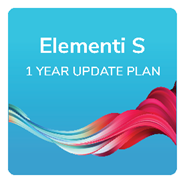 Elementi S
1 YEAR UPDATE PLAN